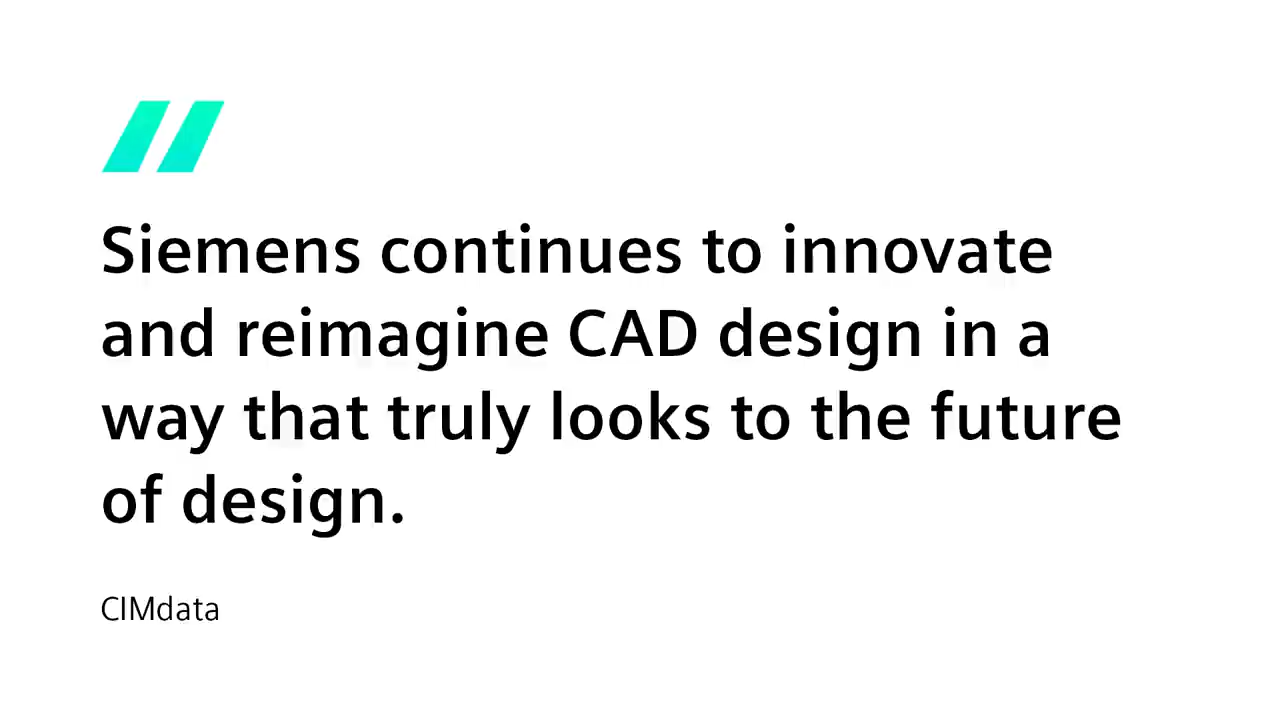 Siemens continues to innovate
and reimagine CAD design in a
way that truly looks to the future
of design.
CIMdata